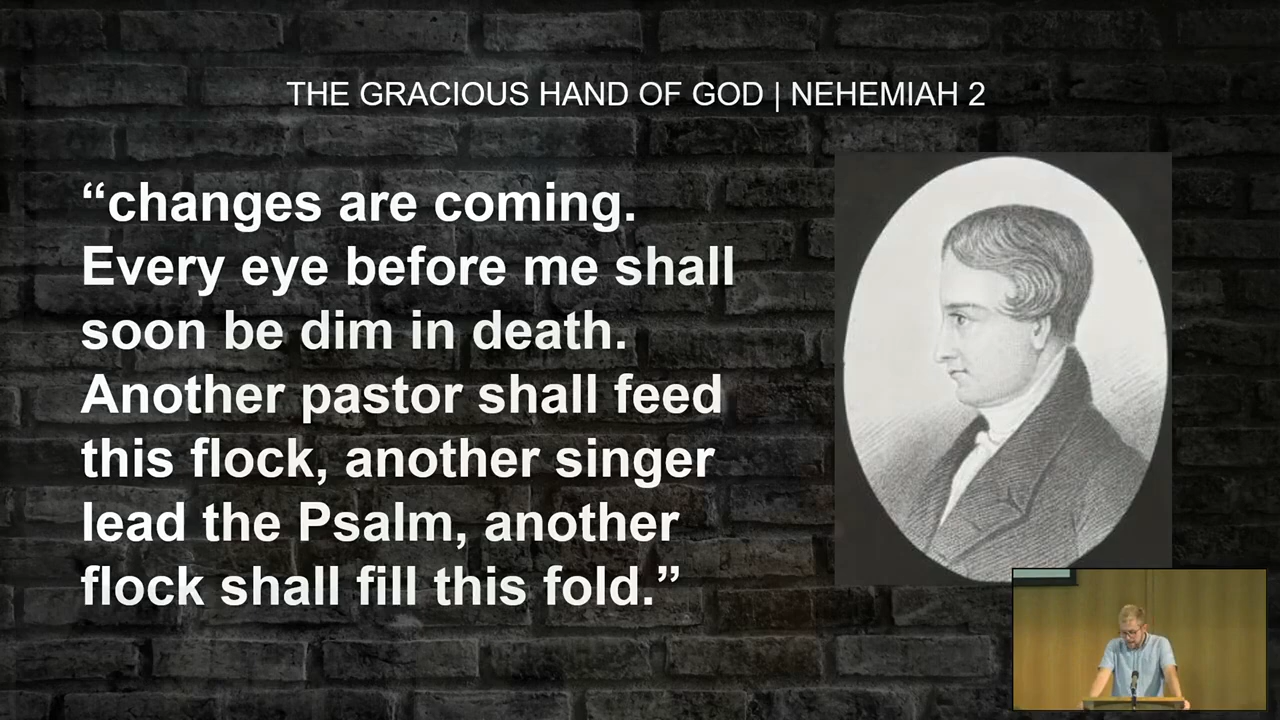 THE GRACIOUS HAND OF GOD | NEHEMIAH 2
“changes are coming.
Every eye before me shall
soon be dim in death.
Another pastor shall feed
this flock, another singer
lead the Psalm, another
flock shall fill this fold.”